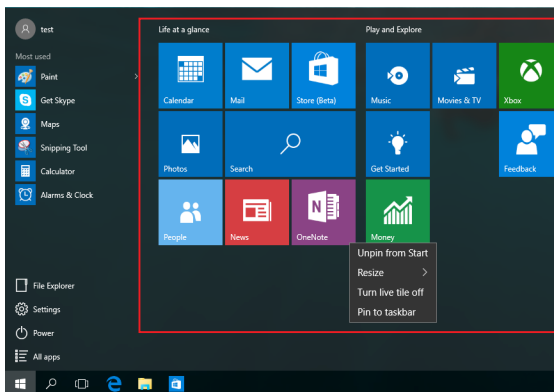 test
Most used
Paint
Get Skype
Maps
Snipping Tool
Calculator
Alarms & Clock
File Explorer
Settings
Power
All apps
Life at a glance
Calendar
Mail
Store (Beta)
Photos
Search
People
News
OneNote
Play and Explore
Music
Movies & TV
Xbox
Get Started
Feedback
Money
Unpin from Start
Resize
Turn live tile off
Pin to taskbar